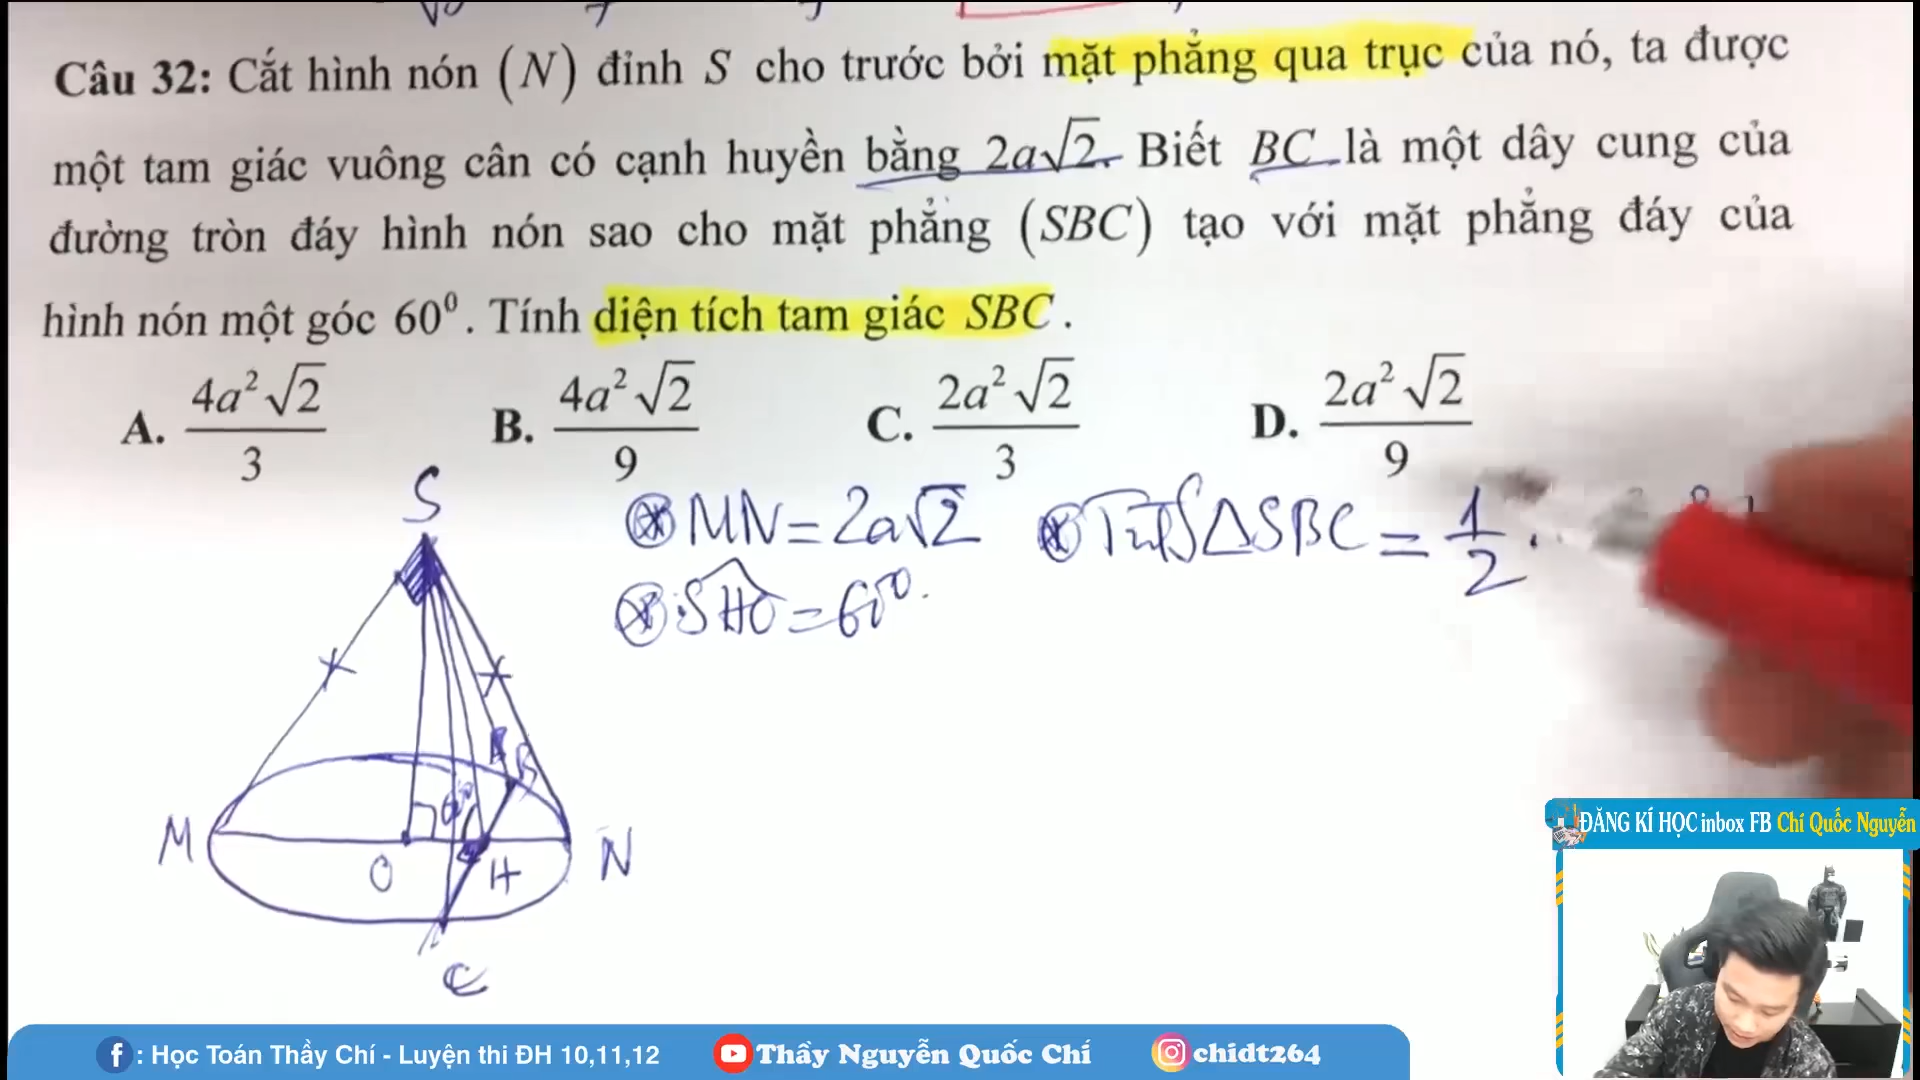 Câu 32: Cắt hình nón (N) đỉnh S cho trước bởi mặt phẳng qua trục của nó, ta được
một tam giác vuông cân có cạnh huyền bằng 2a√2. Biết BC là một dây cung của
đường tròn đáy hình nón sao cho mặt phẳng (SBC) tạo với mặt phẳng đáy của
hình nón một góc 60⁰. Tính diện tích tam giác SBC.
A. 4a²√2/3 B. 4a²√2/9 C. 2a²√2/3 D. 2a²√2/9
S
MN = 2a√2
SΔSBC = 1/2 .
SHO = 60⁰.
B
60⁰
M
O
H
N
C
ĐĂNG KÍ HỌC inbox FB Chí Quốc Nguyễn
f : Học Toán Thầy Chí - Luyện thi ĐH 10,11,12
Thầy Nguyễn Quốc Chí
chidt264